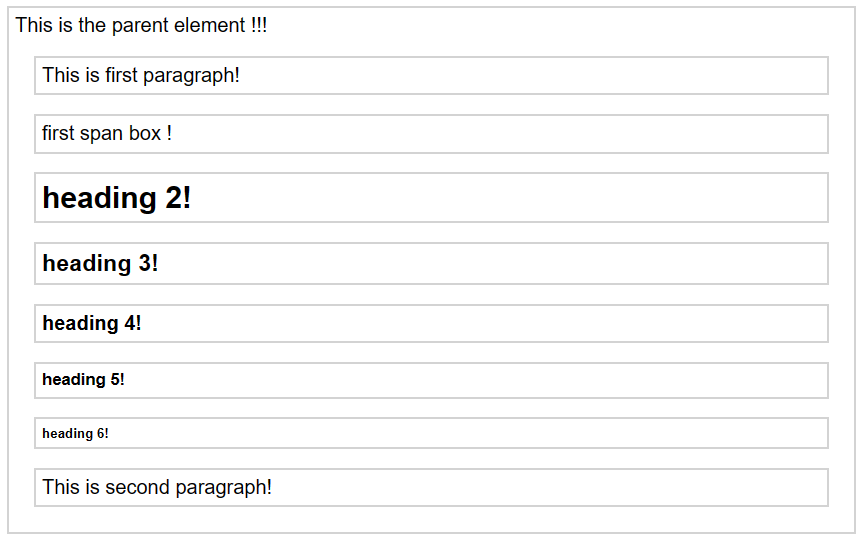 This is the parent element !!!
This is first paragraph!
first span box !
heading 2!
heading 3!
heading 4!
heading 5!
heading 6!
This is second paragraph!